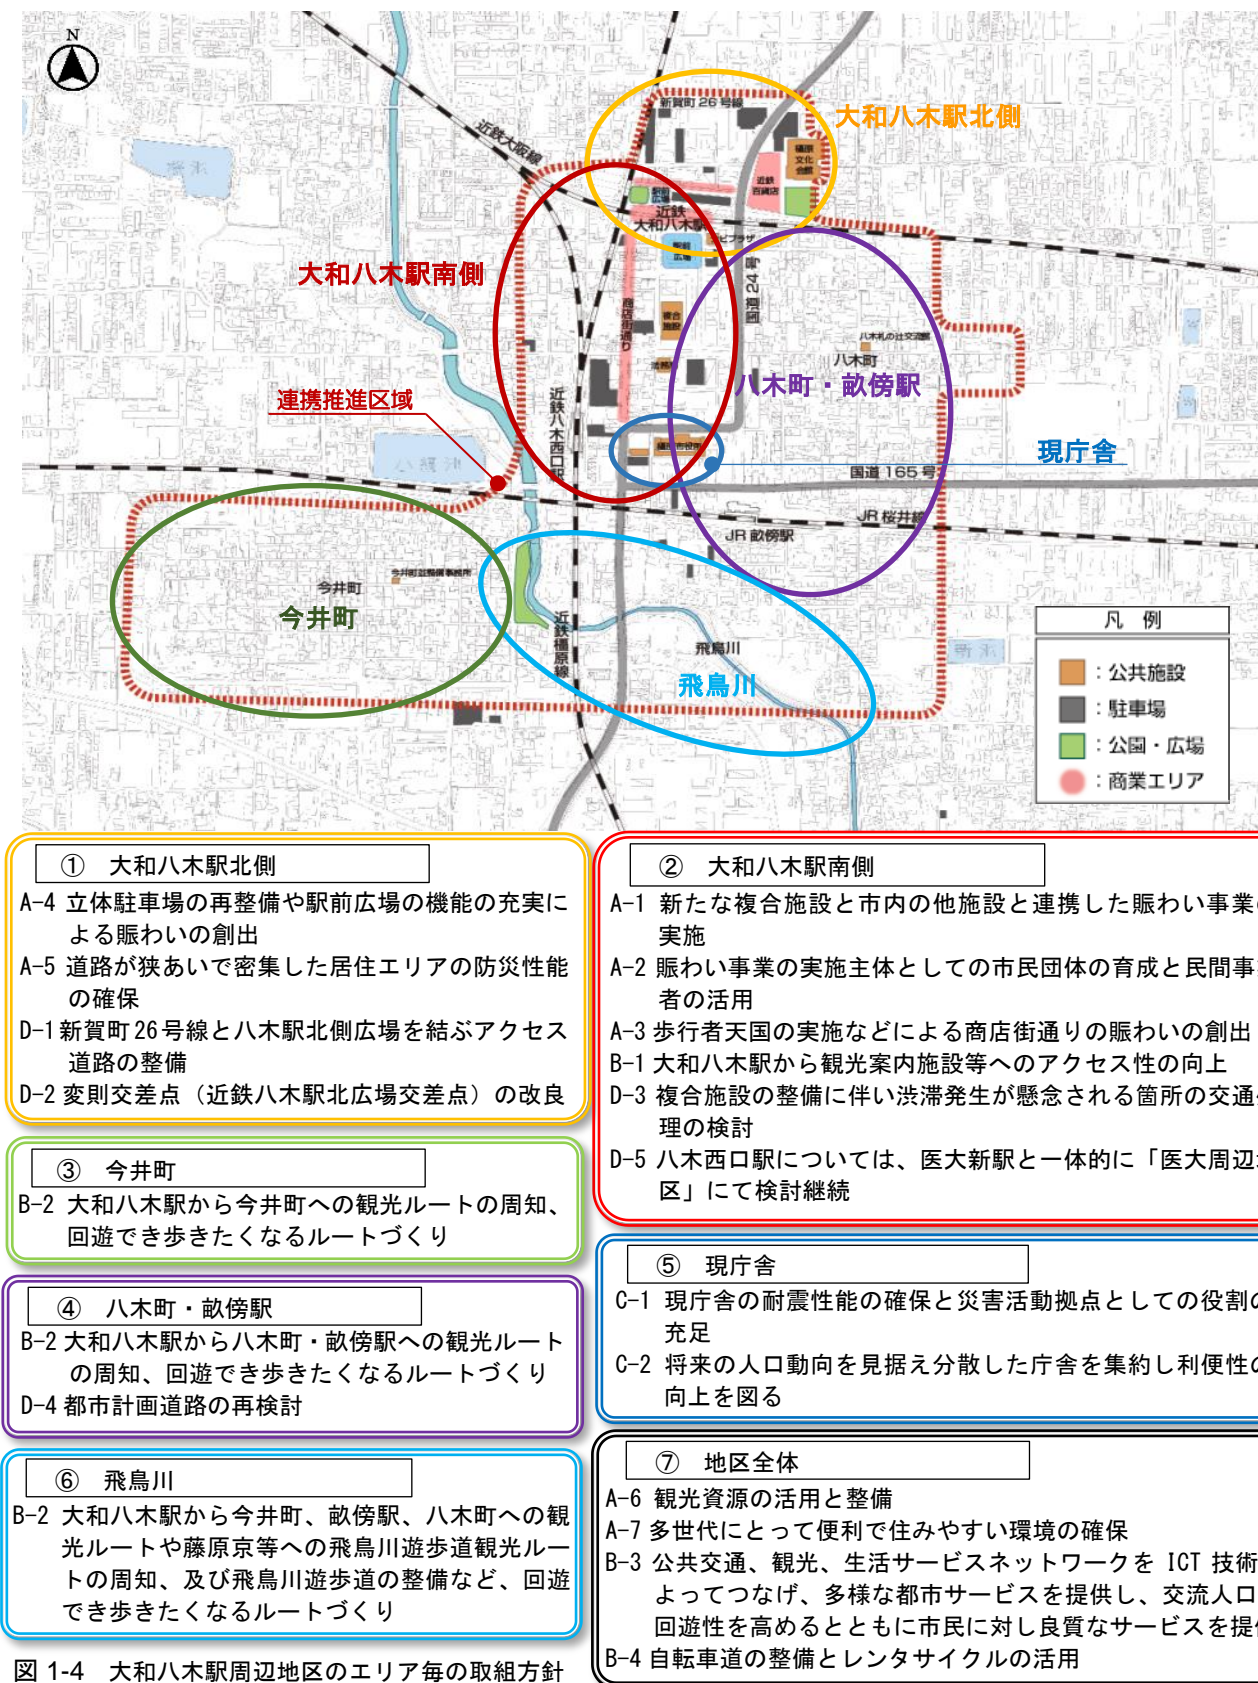 N
新賀町26号線
大和八木駅北側
近鉄大阪線
橿原
文化
会館
近鉄
百貨店
駅前
広場
近鉄
大和八木駅
駅前
広場
大和八木駅南側
国道24号
商店街通り
複合
施設
八木町
八木町・畝傍駅
連携推進区域
近鉄八木西口駅
現庁舎
国道165号
JR桜井線
JR畝傍駅
今井町
今井町
近鉄橿原線
飛鳥川
飛鳥川
凡 例
：公共施設
：駐車場
：公園・広場
：商業エリア
① 大和八木駅北側
A-4 立体駐車場の再整備や駅前広場の機能の充実に
よる賑わいの創出
A-5 道路が狭あいで密集した居住エリアの防災性能
の確保
D-1 新賀町26号線と八木駅北側広場を結ぶアクセス
道路の整備
D-2 変則交差点（近鉄八木駅北広場交差点）の改良
② 大和八木駅南側
A-1 新たな複合施設と市内の他施設と連携した賑わい事業
実施
A-2 賑わい事業の実施主体としての市民団体の育成と民間事
者の活用
A-3 歩行者天国の実施などによる商店街通りの賑わいの創出
B-1 大和八木駅から観光案内施設等へのアクセス性の向上
D-3 複合施設の整備に伴い渋滞発生が懸念される箇所の交通
理の検討
D-5 八木西口駅については、医大新駅と一体的に「医大周辺
区」にて検討継続
③ 今井町
B-2 大和八木駅から今井町への観光ルートの周知、
回遊でき歩きたくなるルートづくり
④ 八木町・畝傍駅
B-2 大和八木駅から八木町・畝傍駅への観光ルート
の周知、回遊でき歩きたくなるルートづくり
D-4 都市計画道路の再検討
⑤ 現庁舎
C-1 現庁舎の耐震性能の確保と災害活動拠点としての役割の
充足
C-2 将来の人口動向を見据え分散した庁舎を集約し利便性の
向上を図る
⑥ 飛鳥川
B-2 大和八木駅から今井町、畝傍駅、八木町への観
光ルートや藤原京等への飛鳥川遊歩道観光ルー
トの周知、及び飛鳥川遊歩道の整備など、回遊
でき歩きたくなるルートづくり
⑦ 地区全体
A-6 観光資源の活用と整備
A-7 多世代にとって便利で住みやすい環境の確保
B-3 公共交通、観光、生活サービスネットワークを ICT 技術
よってつなげ、多様な都市サービスを提供し、交流人口
回遊性を高めるとともに市民に対し良質なサービスを提
B-4 自転車道の整備とレンタサイクルの活用
図 1-4 大和八木駅周辺地区のエリア毎の取組方針